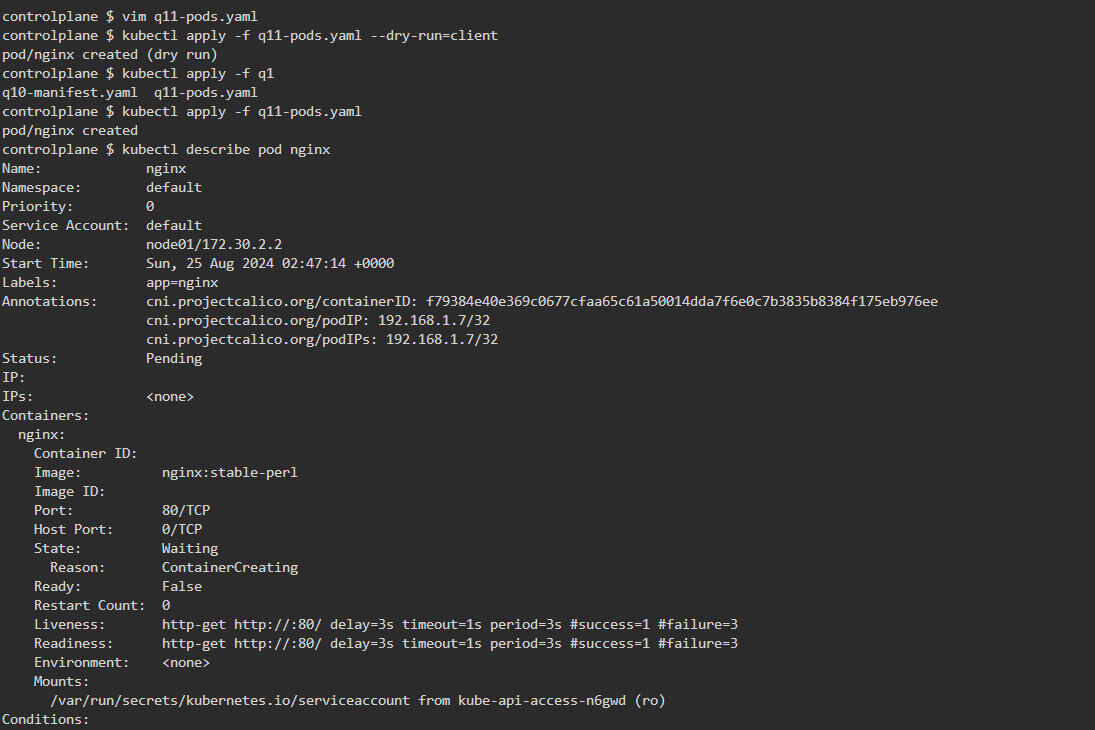 controlplane $ vim q11-pods.yaml
controlplane $ kubectl apply -f q11-pods.yaml --dry-run=client
pod/nginx created (dry run)
controlplane $ kubectl apply -f q1
q10-manifest.yaml  q11-pods.yaml
controlplane $ kubectl apply -f q11-pods.yaml
pod/nginx created
controlplane $ kubectl describe pod nginx
Name:             nginx
Namespace:        default
Priority:         0
Service Account:  default
Node:             node01/172.30.2.2
Start Time:       Sun, 25 Aug 2024 02:47:14 +0000
Labels:           app=nginx
Annotations:      cni.projectcalico.org/containerID: f79384e40e369c0677cfaa65c61a50014dda7f6e0c7b3835b8384f175eb976ee
                  cni.projectcalico.org/podIP: 192.168.1.7/32
                  cni.projectcalico.org/podIPs: 192.168.1.7/32
Status:           Pending
IP:
IPs:              <none>
Containers:
  nginx:
    Container ID:
    Image:          nginx:stable-perl
    Image ID:
    Port:           80/TCP
    Host Port:      0/TCP
    State:          Waiting
      Reason:       ContainerCreating
    Ready:          False
    Restart Count:  0
    Liveness:       http-get http://:80/ delay=3s timeout=1s period=3s #success=1 #failure=3
    Readiness:      http-get http://:80/ delay=3s timeout=1s period=3s #success=1 #failure=3
    Environment:    <none>
    Mounts:
      /var/run/secrets/kubernetes.io/serviceaccount from kube-api-access-n6gwd (ro)
Conditions: